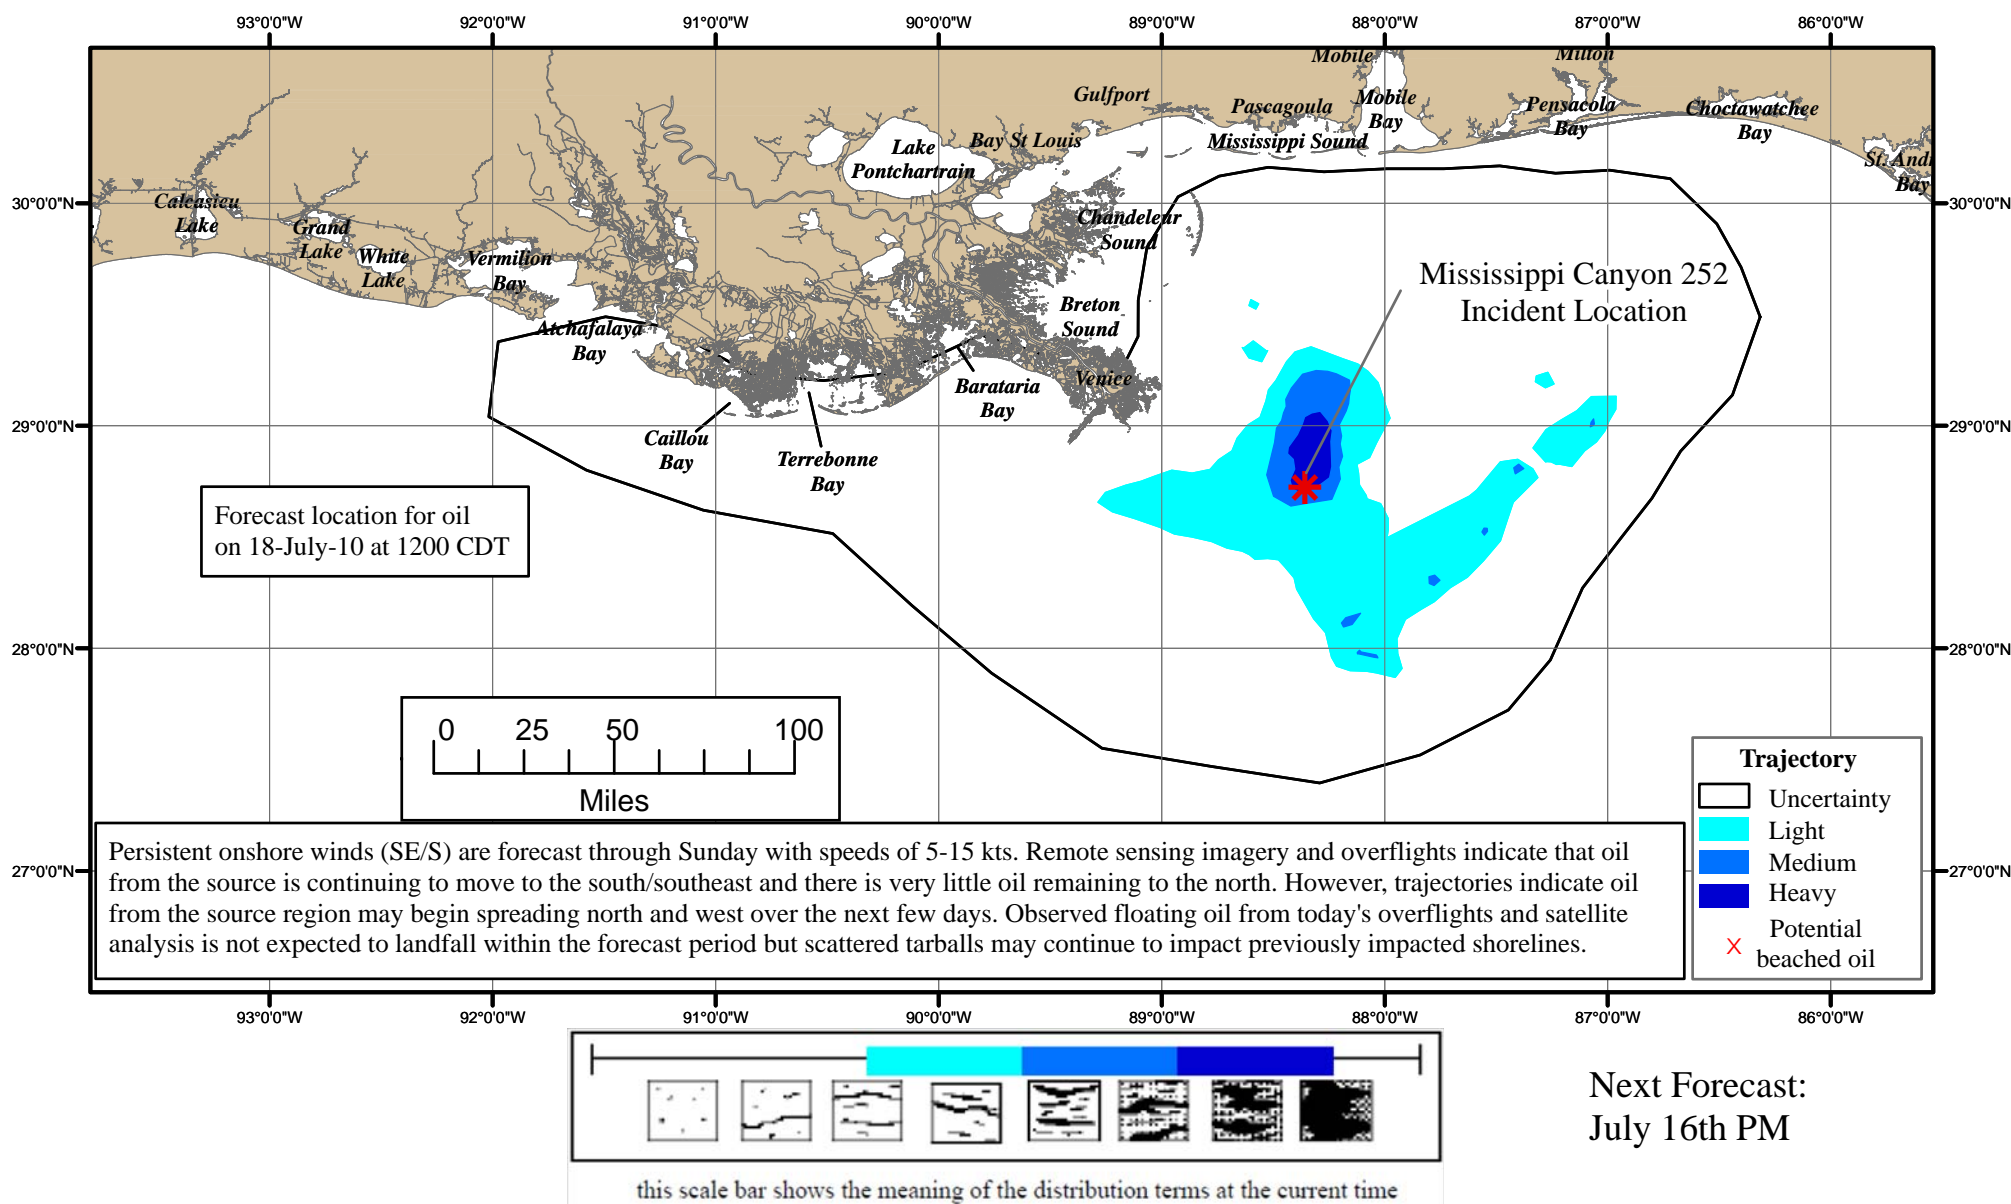 93°0'0"W 92°0'0"W 91°0'0"W 90°0'0"W 89°0'0"W 88°0'0"W 87°0'0"W 86°0'0"W
Mobile
Milton
Gulfport
Pascagoula
Mobile
Bay
Pensacola
Bay
Choctawatchee
Bay
Bay St Louis
Mississippi Sound
Lake
Pontchartrain
St. And
Bay
30°0'0"N
30°0'0"N
Calcasieu
Lake
Grand
Lake
White
Lake
Vermilion
Bay
Chandeleur
Sound
Mississippi Canyon 252
Incident Location
Breton
Sound
Atchafalaya
Bay
Venice
Barataria
Bay
29°0'0"N
29°0'0"N
Caillou
Bay
Terrebonne
Bay
Forecast location for oil
on 18-July-10 at 1200 CDT
28°0'0"N
28°0'0"N
0 25 50 100
Miles
Trajectory
Uncertainty
Light
Medium
Heavy
Potential
beached oil
Persistent onshore winds (SE/S) are forecast through Sunday with speeds of 5-15 kts. Remote sensing imagery and overflights indicate that oil
from the source is continuing to move to the south/southeast and there is very little oil remaining to the north. However, trajectories indicate oil
from the source region may begin spreading north and west over the next few days. Observed floating oil from today's overflights and satellite
analysis is not expected to landfall within the forecast period but scattered tarballs may continue to impact previously impacted shorelines.
27°0'0"N
27°0'0"N
93°0'0"W 92°0'0"W 91°0'0"W 90°0'0"W 89°0'0"W 88°0'0"W 87°0'0"W 86°0'0"W
Next Forecast:
July 16th PM
this scale bar shows the meaning of the distribution terms at the current time